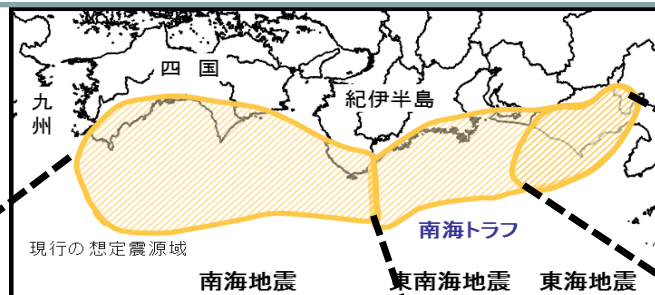 四国
九州
紀伊半島
南海トラフ
現行の想定震源域
南海地震
東南海地震
東海地震